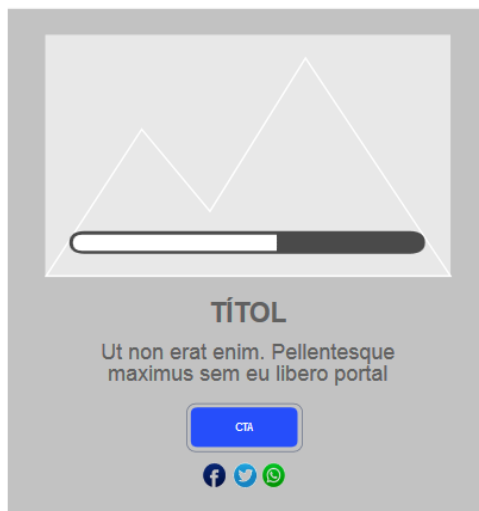 TÍTOL
Ut non erat enim. Pellentesque
maximus sem eu libero portal
CTA